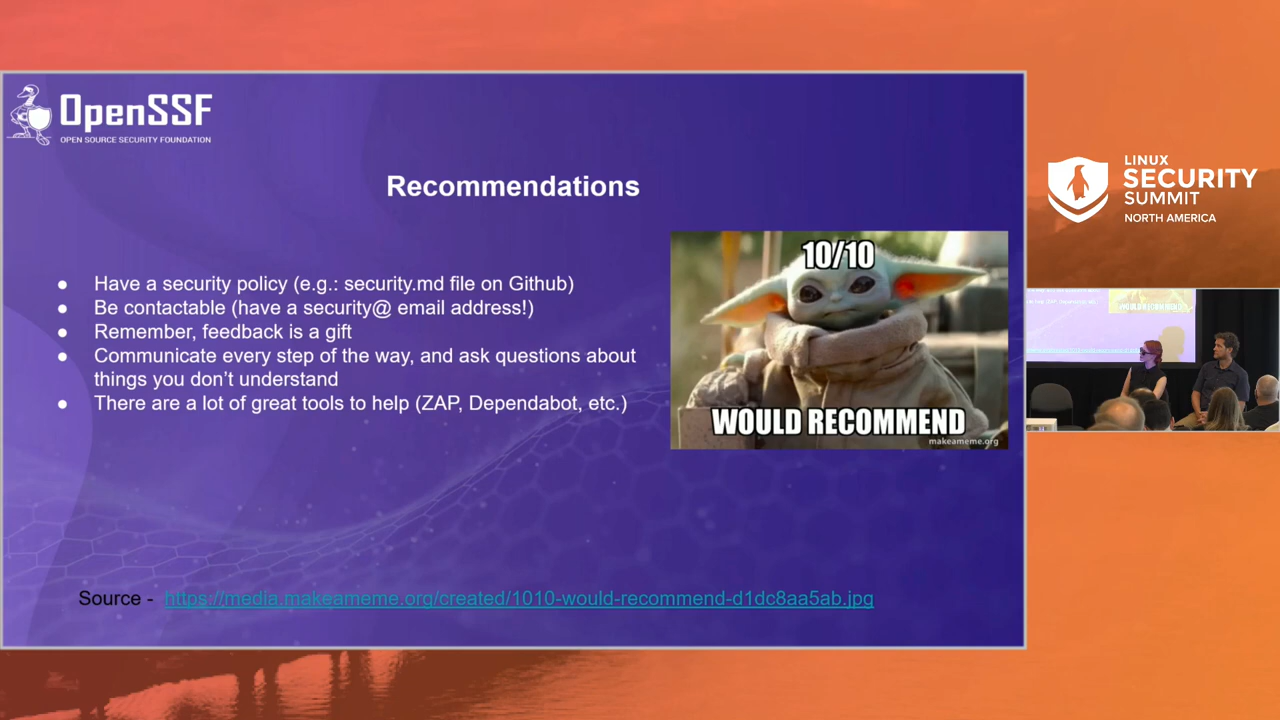 OpenSSF
OPEN SOURCE SECURITY FOUNDATION
Recommendations
● Have a security policy (e.g.: security.md file on Github)
● Be contactable (have a security@ email address!)
● Remember, feedback is a gift
● Communicate every step of the way, and ask questions about
things you don’t understand
● There are a lot of great tools to help (ZAP, Dependabot, etc.)
10/10
WOULD RECOMMEND
makeameme.org
Source - https://media.makeameme.org/created/1010-would-recommend-d1dc8aa5ab.jpg
LINUX
SECURITY
SUMMIT
NORTH AMERICA
WOULD RECOMMEND